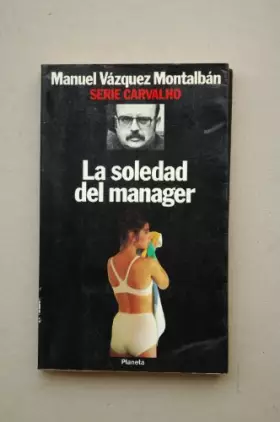 Manuel Vázquez Montalbán
SERIE CARVALHO
La soledad
del manager
Planeta